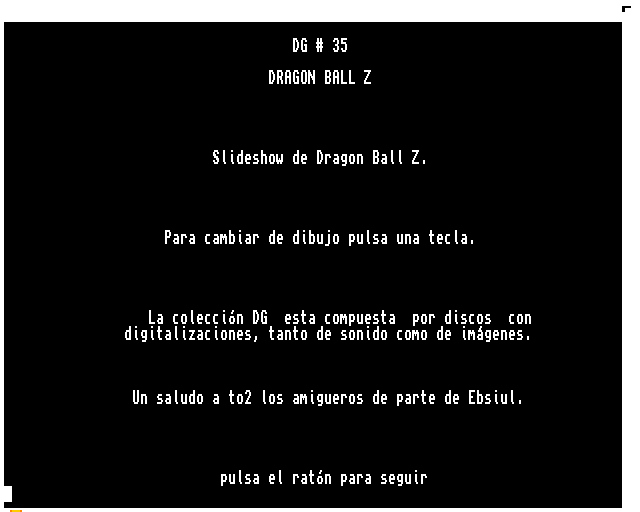 DG # 35
DRAGON BALL Z
Slideshow de Dragon Ball Z.
Para cambiar de dibujo pulsa una tecla.
La colección DG  esta compuesta  por discos  con
digitalizaciones, tanto de sonido como de imágenes.
Un saludo a to2 los amigueros de parte de Ebsiul.
pulsa el ratón para seguir